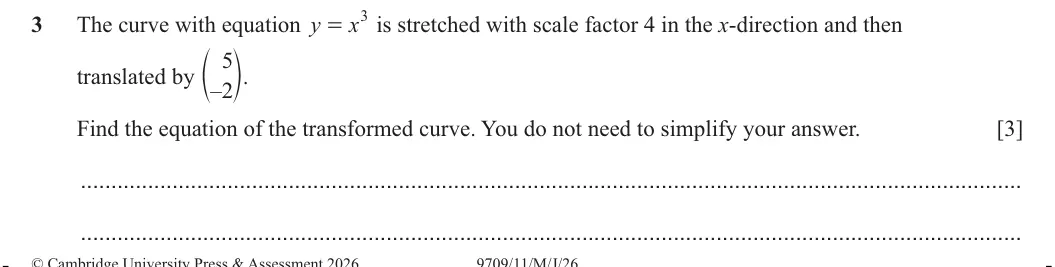 3 The curve with equation y = x³ is stretched with scale factor 4 in the x-direction and then
translated by (5
–2).
Find the equation of the transformed curve. You do not need to simplify your answer. [3]
................................................................................................................................................
................................................................................................................................................
© Cambridge University Press & Assessment 2026 9709/11/M/J/26